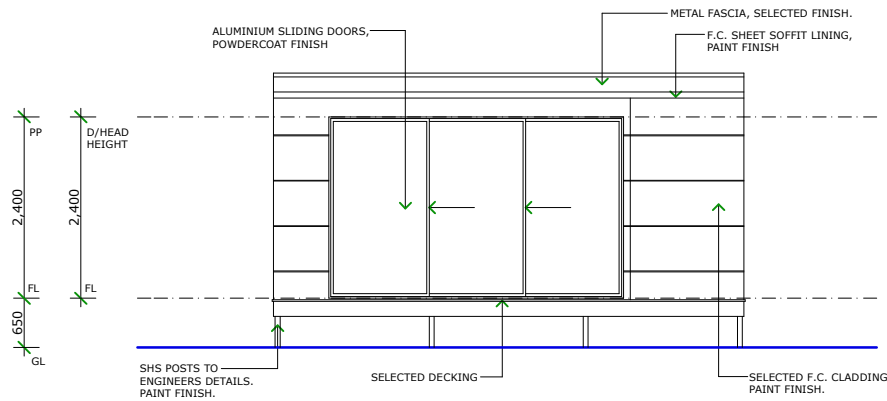 METAL FASCIA, SELECTED FINISH.
ALUMINIUM SLIDING DOORS,
POWDERCOAT FINISH
F.C. SHEET SOFFIT LINING,
PAINT FINISH
PP
D/HEAD
HEIGHT
2,400
2,400
FL
FL
650
GL
SHS POSTS TO
ENGINEERS DETAILS.
PAINT FINISH.
SELECTED DECKING
SELECTED F.C. CLADDING
PAINT FINISH.